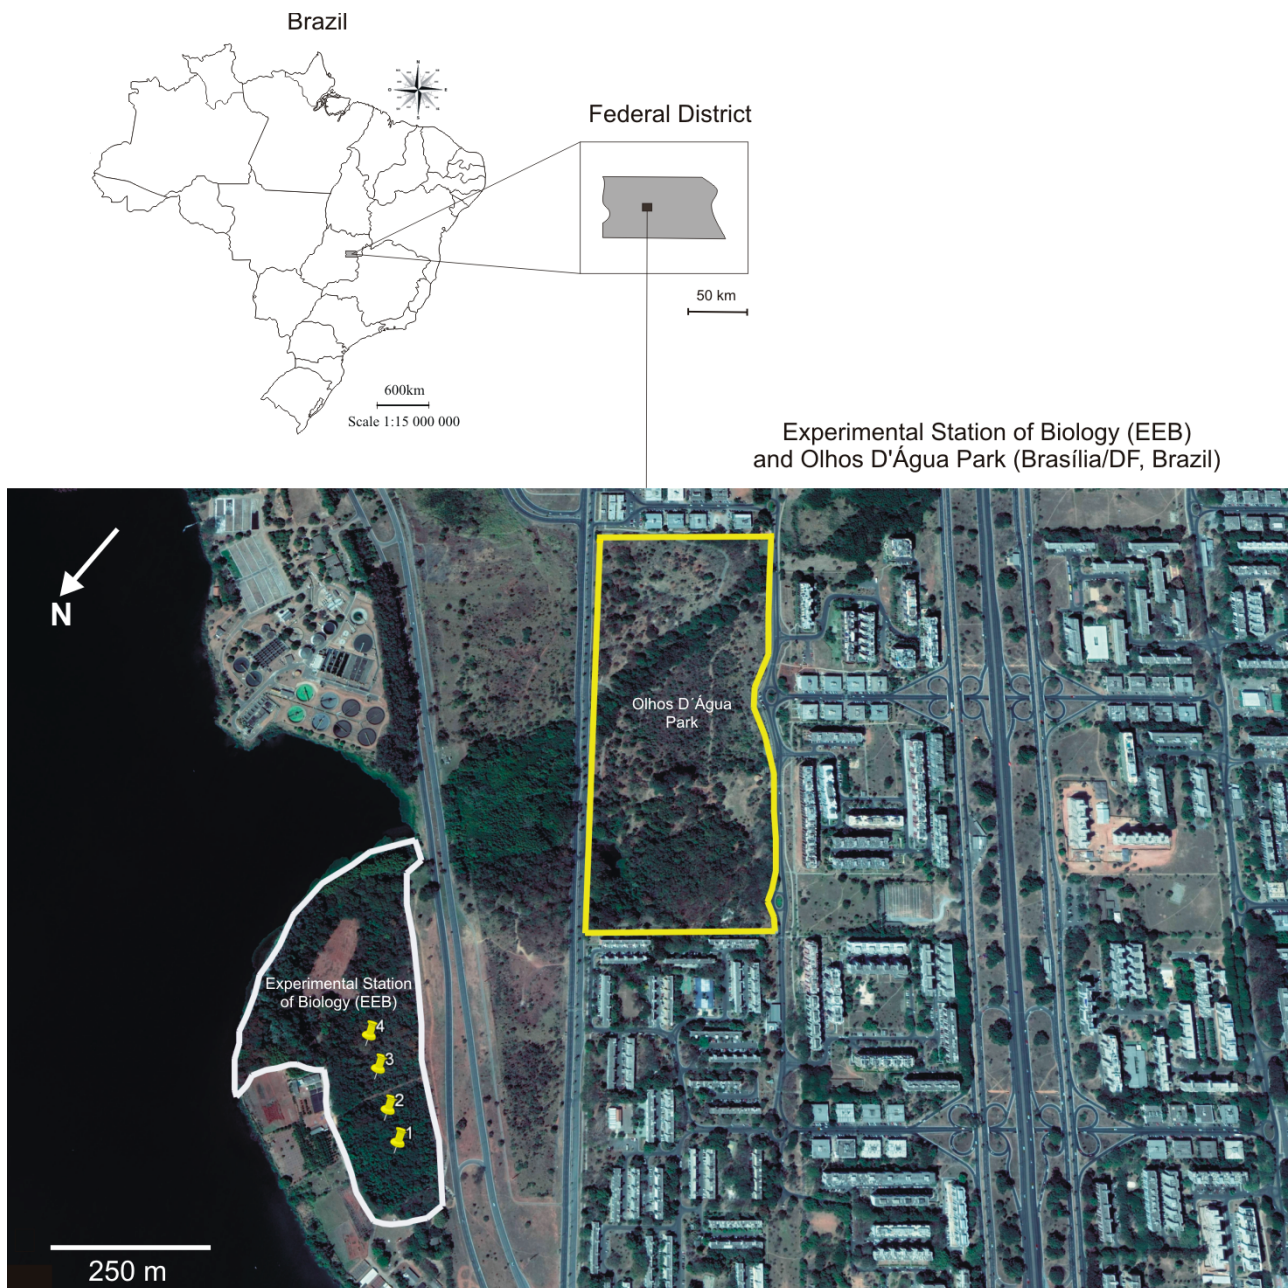 Brazil
N
O
E
S
Federal District
50 km
600km
Scale 1:15 000 000
Experimental Station of Biology (EEB)
and Olhos D'Água Park (Brasília/DF, Brazil)
N
Olhos D´Água
Park
Experimental Station
of Biology (EEB)
4
3
2
1
250 m